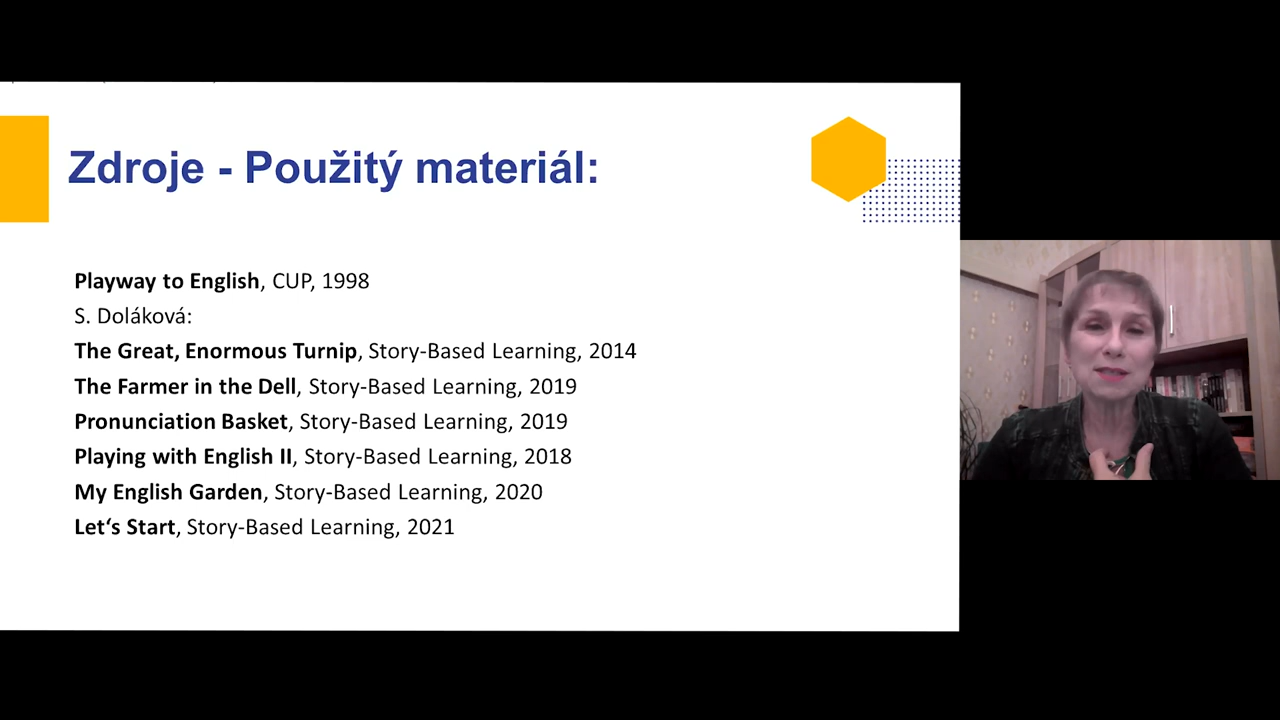 Zdroje - Použitý materiál:
Playway to English, CUP, 1998
S. Doláková:
The Great, Enormous Turnip, Story-Based Learning, 2014
The Farmer in the Dell, Story-Based Learning, 2019
Pronunciation Basket, Story-Based Learning, 2019
Playing with English II, Story-Based Learning, 2018
My English Garden, Story-Based Learning, 2020
Let‘s Start, Story-Based Learning, 2021